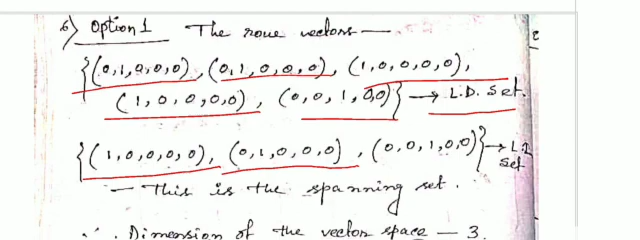 6) Option 1 The rowe vectors —
{(0,1,0,0,0), (0,1,0,0,0), (1,0,0,0,0),
(1,0,0,0,0), (0,0,1,0,0)} → L.D. Set.
{(1,0,0,0,0), (0,1,0,0,0), (0,0,1,0,0)} → L.I
Set
— This is the spanning set.
∴ Dimension of the vector space — 3.